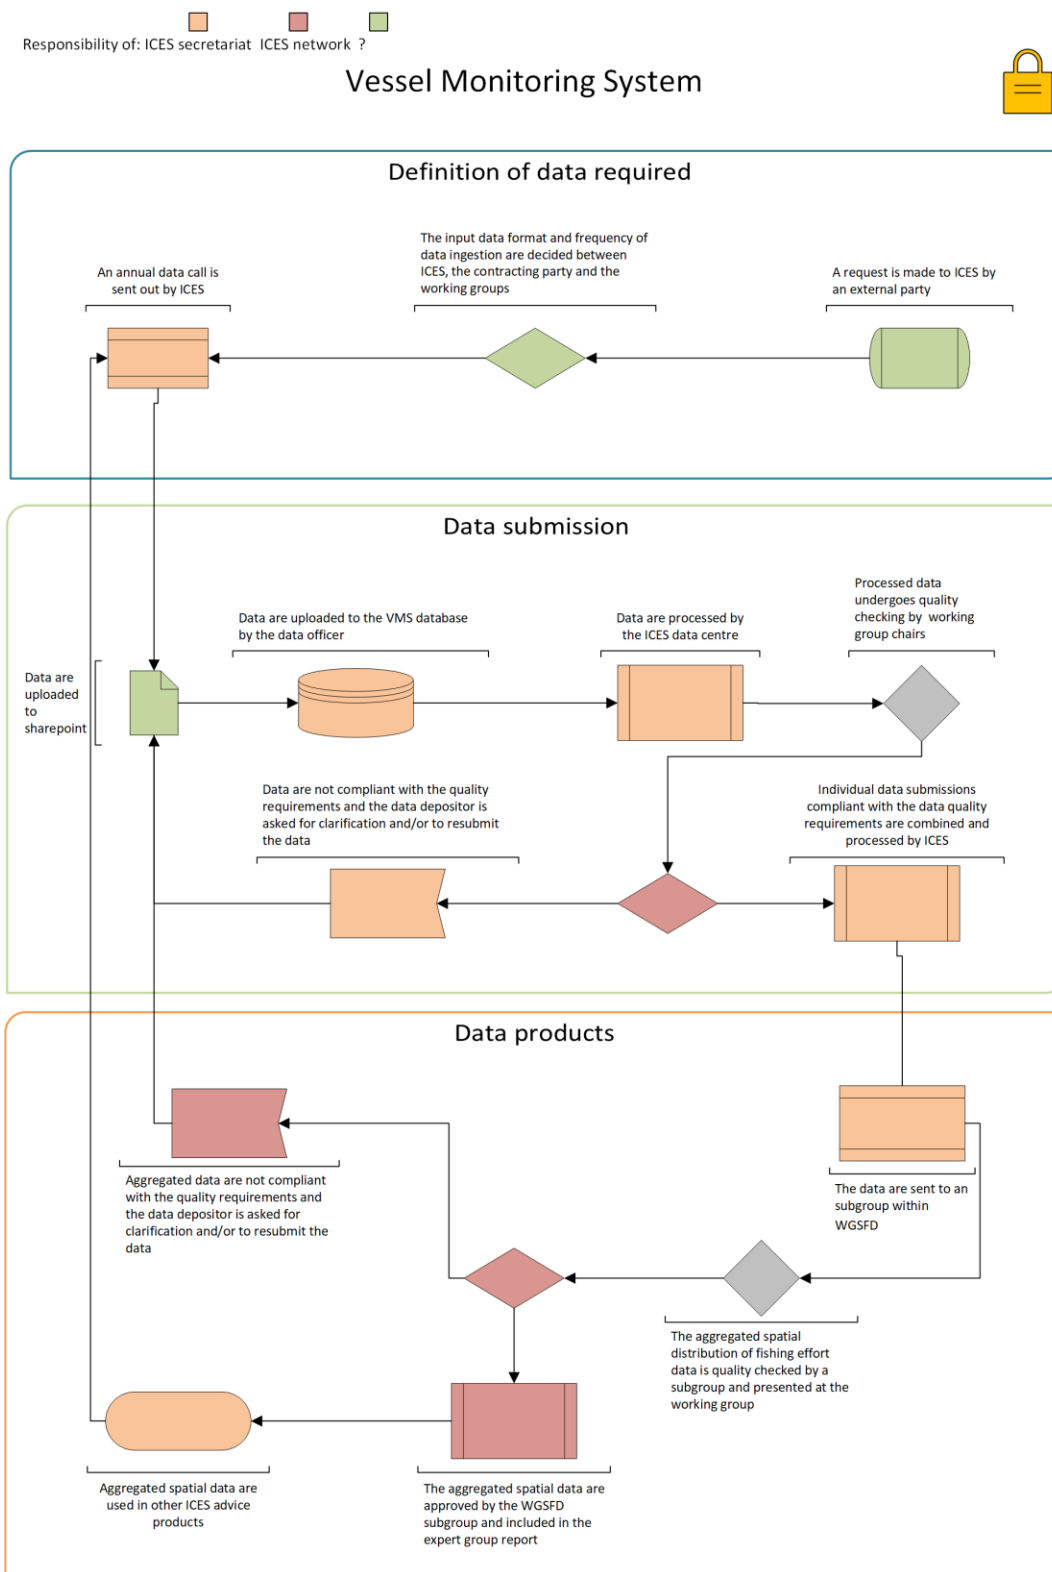 Responsibility of: ICES secretariat ICES network ?
Vessel Monitoring System
Definition of data required
An annual data call is
sent out by ICES
The input data format and frequency of
data ingestion are decided between
ICES, the contracting party and the
working groups
A request is made to ICES by
an external party
Data submission
Data are
uploaded
to
sharepoint
Data are uploaded to the VMS database
by the data officer
Data are processed by
the ICES data centre
Processed data
undergoes quality
checking by working
group chairs
Data are not compliant with the quality
requirements and the data depositor is
asked for clarification and/or to resubmit
the data
Individual data submissions
compliant with the data quality
requirements are combined and
processed by ICES
Data products
Aggregated data are not compliant
with the quality requirements and
the data depositor is asked for
clarification and/or to resubmit the
data
The data are sent to an
subgroup within
WGSFD
The aggregated spatial
distribution of fishing effort
data is quality checked by a
subgroup and presented at the
working group
Aggregated spatial data are
used in other ICES advice
products
The aggregated spatial data are
approved by the WGSFD
subgroup and included in the
expert group report